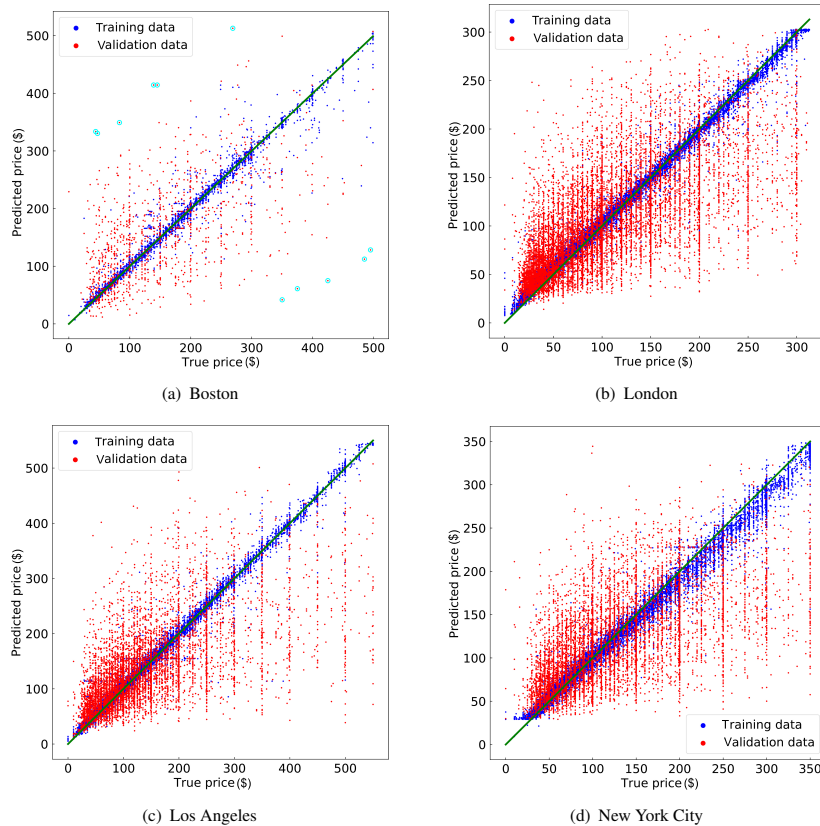 Training data
Validation data
500
400
300
200
100
0
Predicted price ($)
0 100 200 300 400 500
True price ($)
(a) Boston
Training data
Validation data
300
250
200
150
100
50
0
Predicted price ($)
0 50 100 150 200 250 300
True price ($)
(b) London
Training data
Validation data
500
400
300
200
100
0
Predicted price ($)
0 100 200 300 400 500
True price ($)
(c) Los Angeles
350
300
250
200
150
100
50
0
Predicted price ($)
Training data
Validation data
0 50 100 150 200 250 300 350
True price ($)
(d) New York City